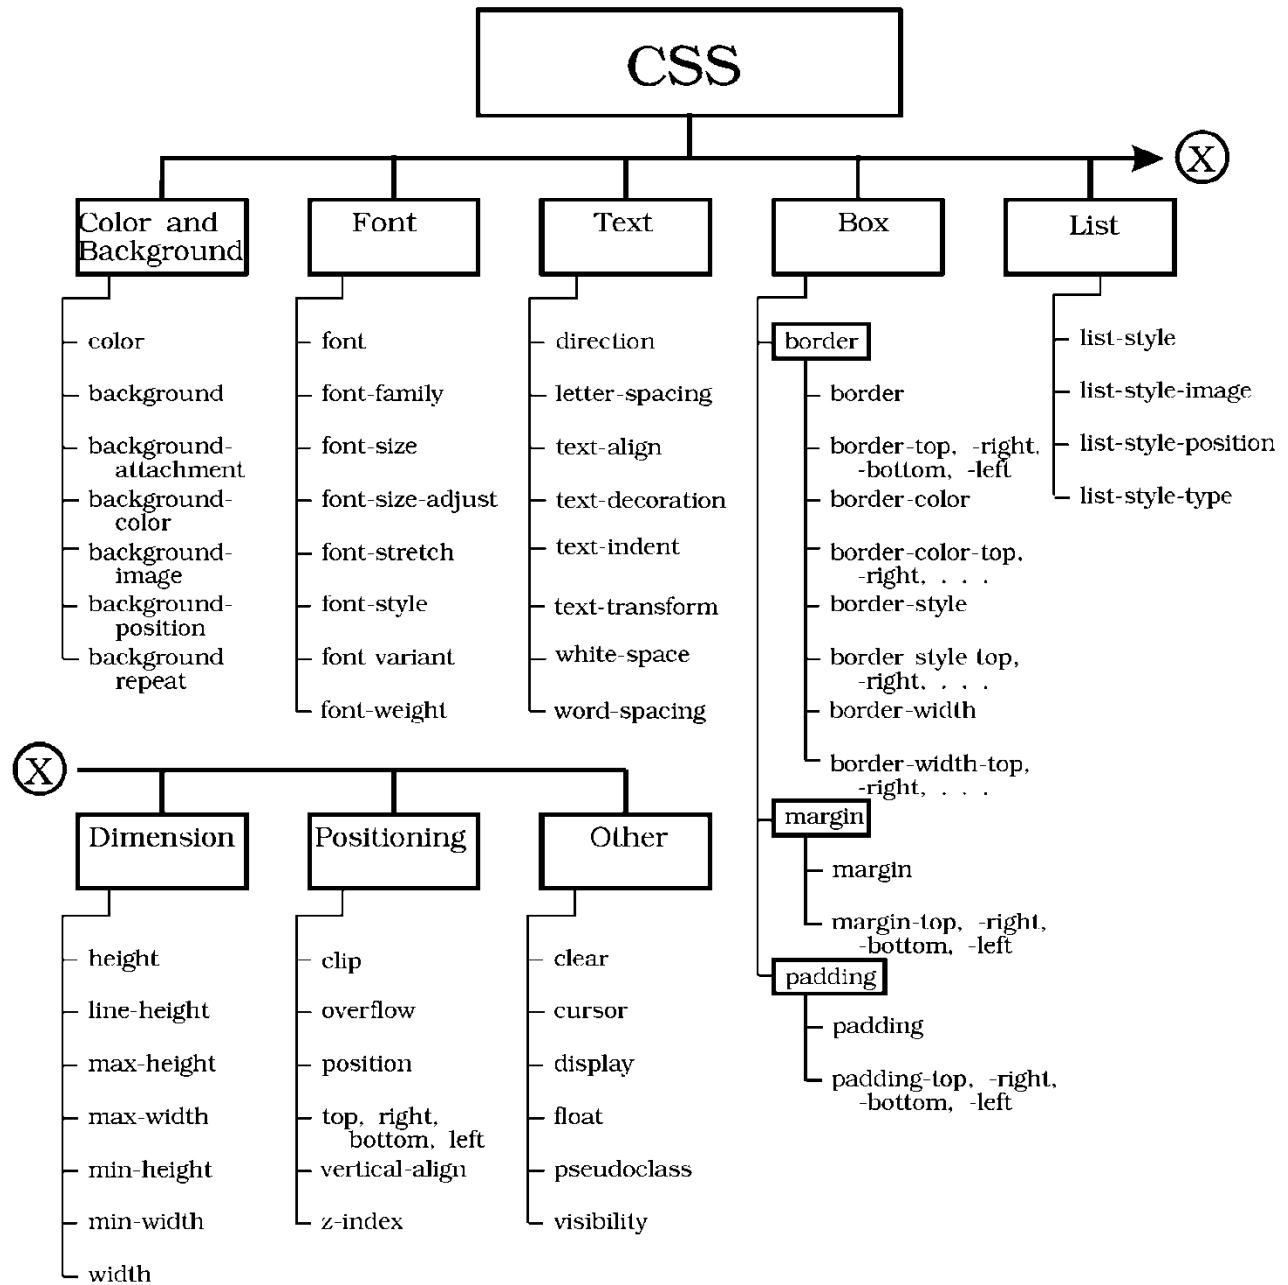 CSS
X
Color and
Background
color
background
background-
attachment
background-
color
background-
image
background-
position
background
repeat
Font
font
font-family
font-size
font-size-adjust
font-stretch
font-style
font variant
font-weight
Text
direction
letter-spacing
text-align
text-decoration
text-indent
text-transform
white-space
word-spacing
Box
border
border
border-top, -right,
-bottom, -left
border-color
border-color-top,
-right, . . .
border-style
border style top,
-right, . . .
border-width
border-width-top,
-right, . . .
margin
margin
margin-top, -right,
-bottom, -left
padding
padding
padding-top, -right,
-bottom, -left
List
list-style
list-style-image
list-style-position
list-style-type
X
Dimension
height
line-height
max-height
max-width
min-height
min-width
width
Positioning
clip
overflow
position
top, right,
bottom, left
vertical-align
z-index
Other
clear
cursor
display
float
pseudoclass
visibility